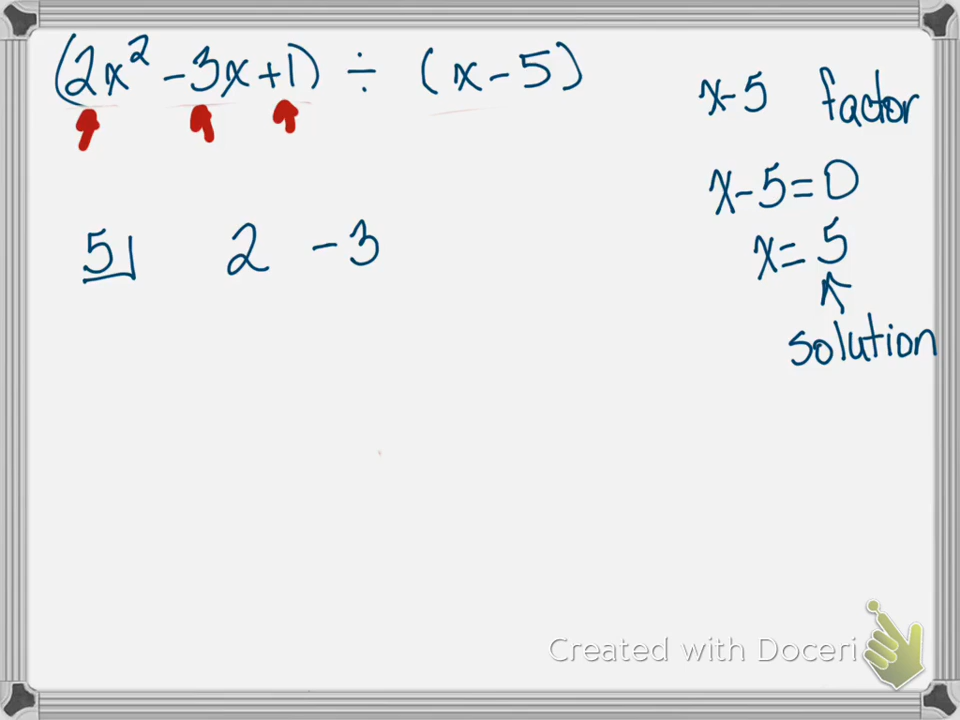 (2x² - 3x + 1) ÷ (x - 5)
x - 5 factor
x - 5 = 0
x = 5
solution
5 2 - 3
Created with Doceri